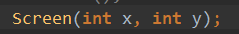 Screen(int x, int y);